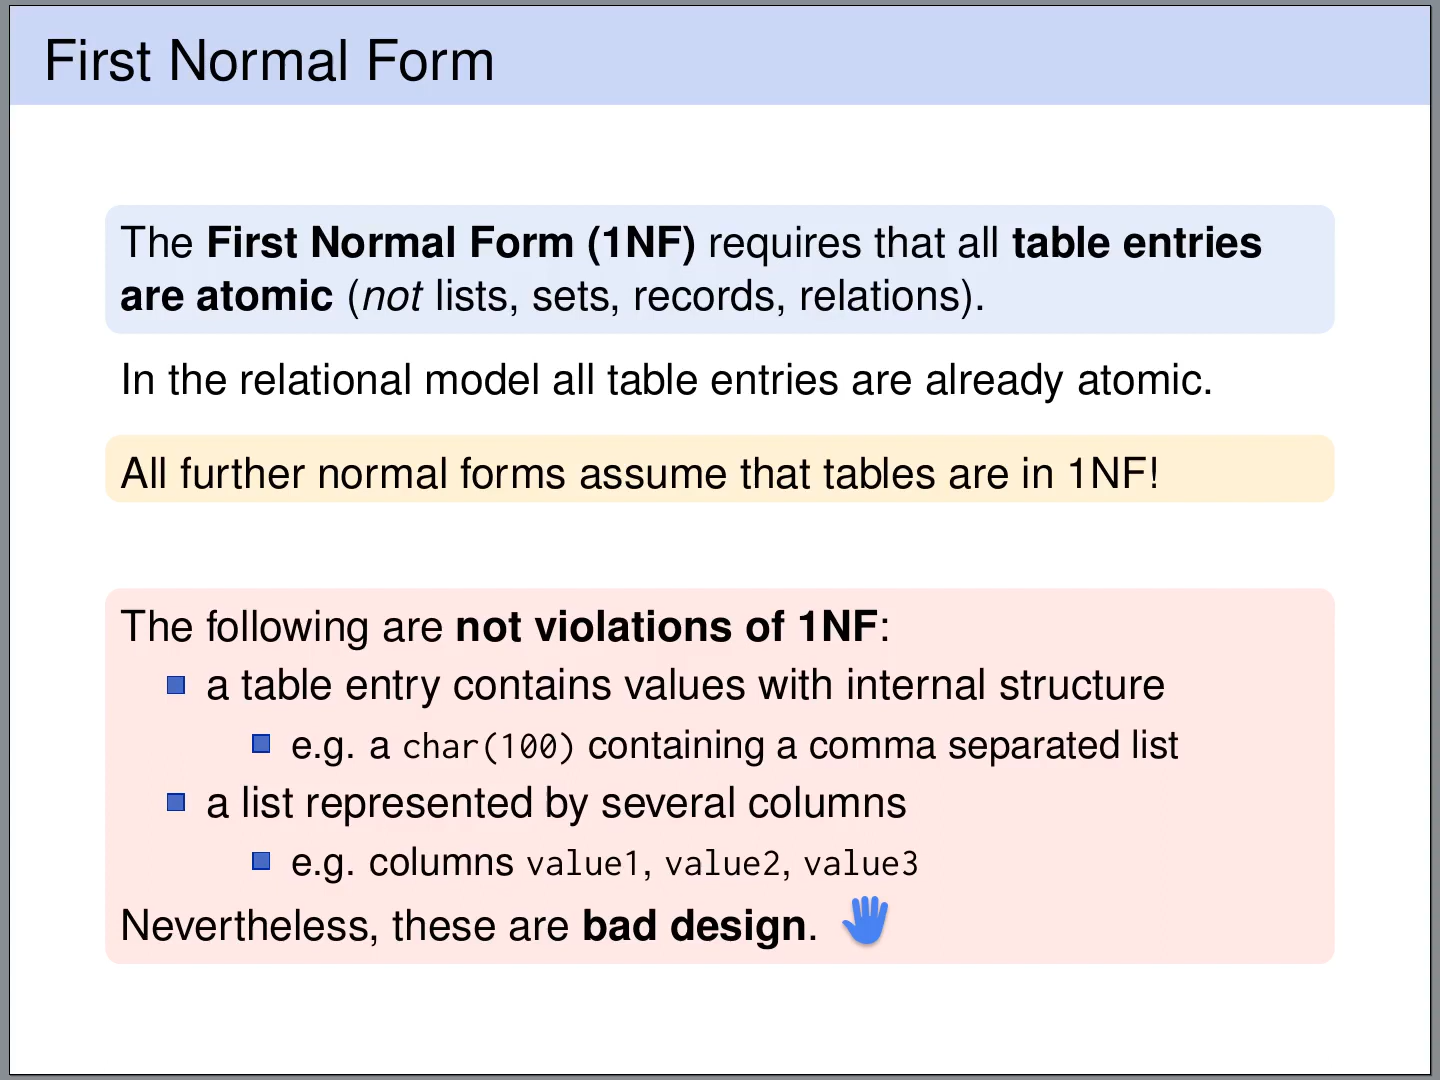 First Normal Form
The First Normal Form (1NF) requires that all table entries
are atomic (not lists, sets, records, relations).
In the relational model all table entries are already atomic.
All further normal forms assume that tables are in 1NF!
The following are not violations of 1NF:
a table entry contains values with internal structure
e.g. a char(100) containing a comma separated list
a list represented by several columns
e.g. columns value1, value2, value3
Nevertheless, these are bad design.